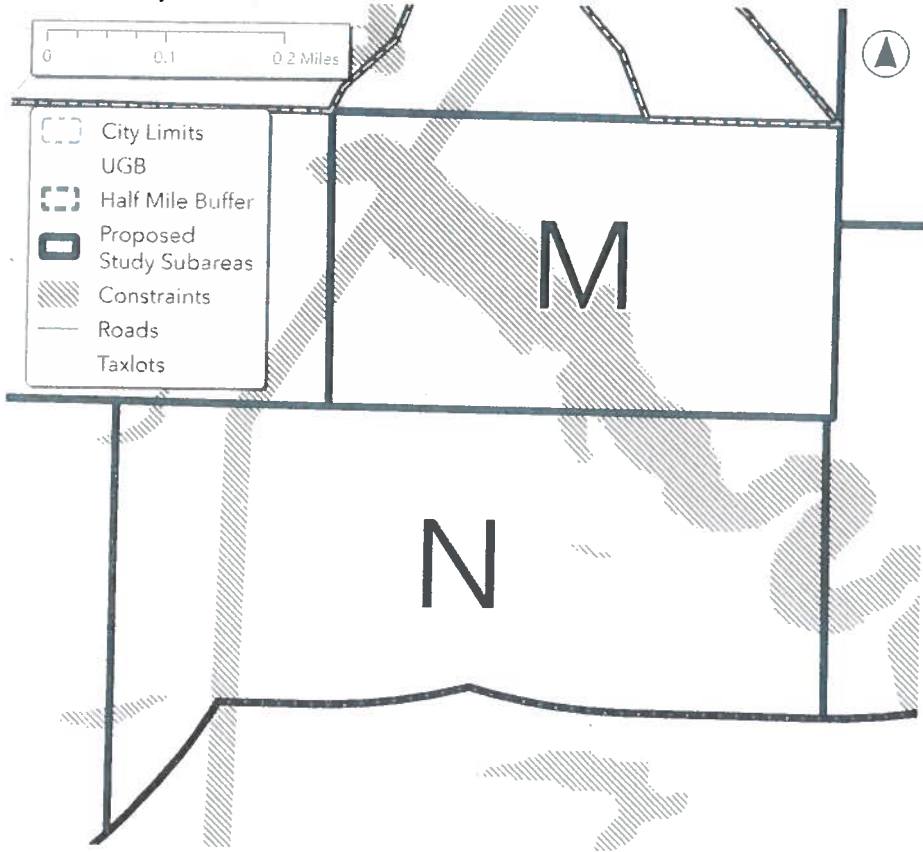 0 0.1 0.2 Miles
City Limits
UGB
Half Mile Buffer
Proposed
Study Subareas
Constraints
Roads
Taxlots
M
N